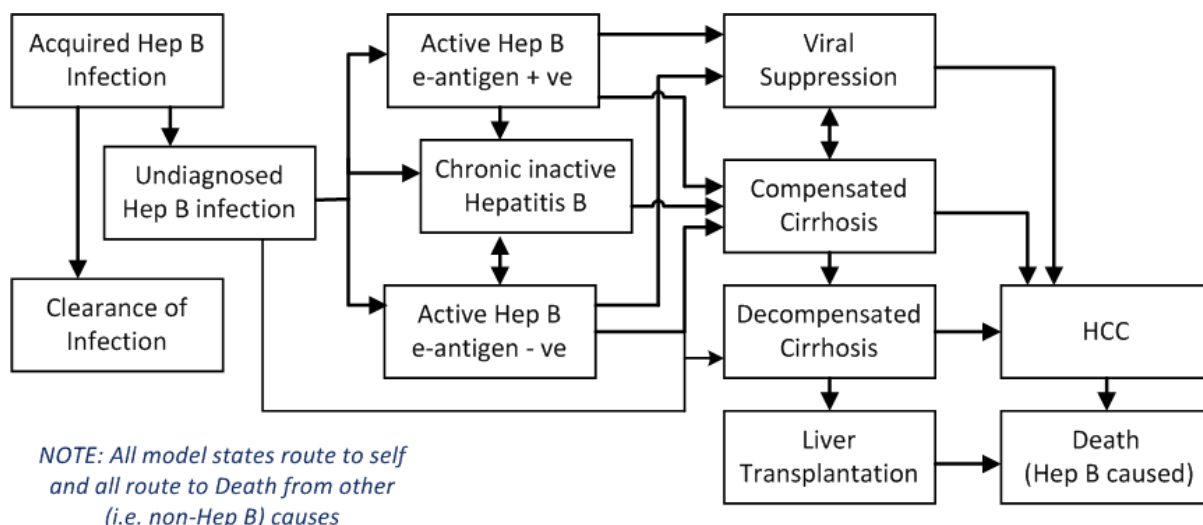 Acquired Hep B
Infection
Undiagnosed
Hep B infection
Clearance of
Infection
Active Hep B
e-antigen + ve
Chronic inactive
Hepatitis B
Active Hep B
e-antigen - ve
Viral
Suppression
Compensated
Cirrhosis
Decompensated
Cirrhosis
Liver
Transplantation
HCC
Death
(Hep B caused)
NOTE: All model states route to self
and all route to Death from other
(i.e. non-Hep B) causes